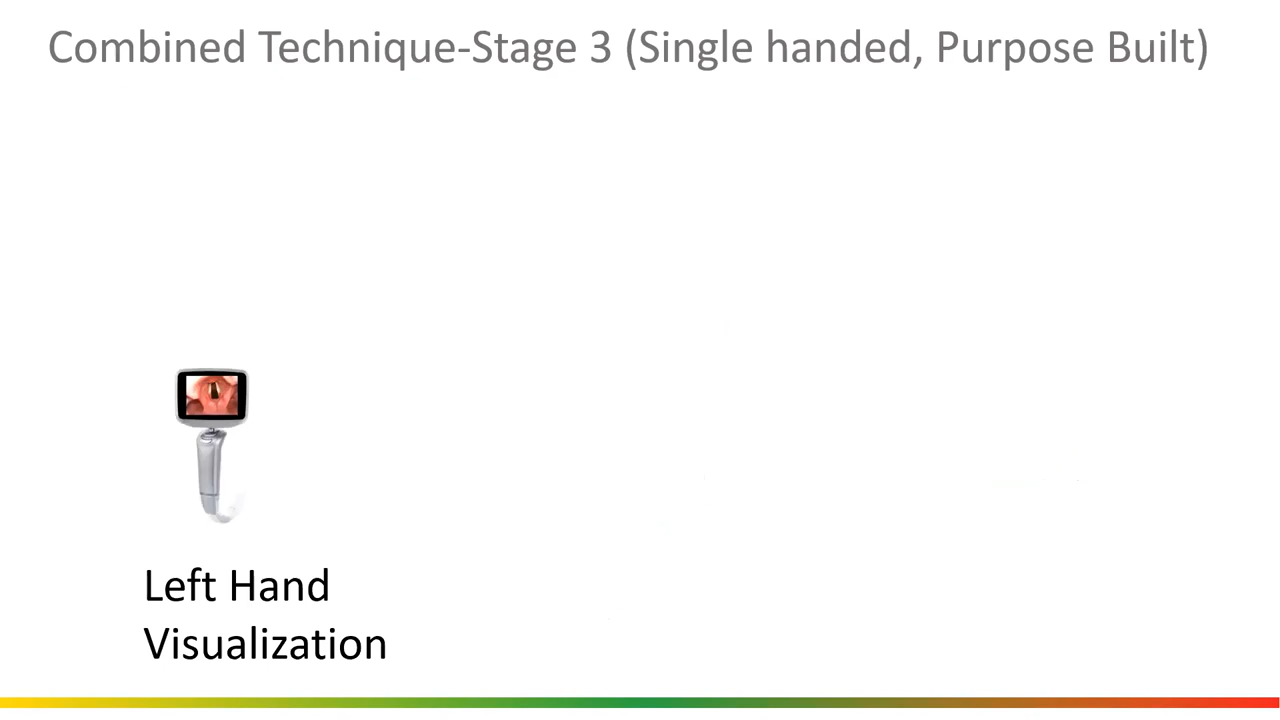 Combined Technique-Stage 3 (Single handed, Purpose Built)
Left Hand
Visualization